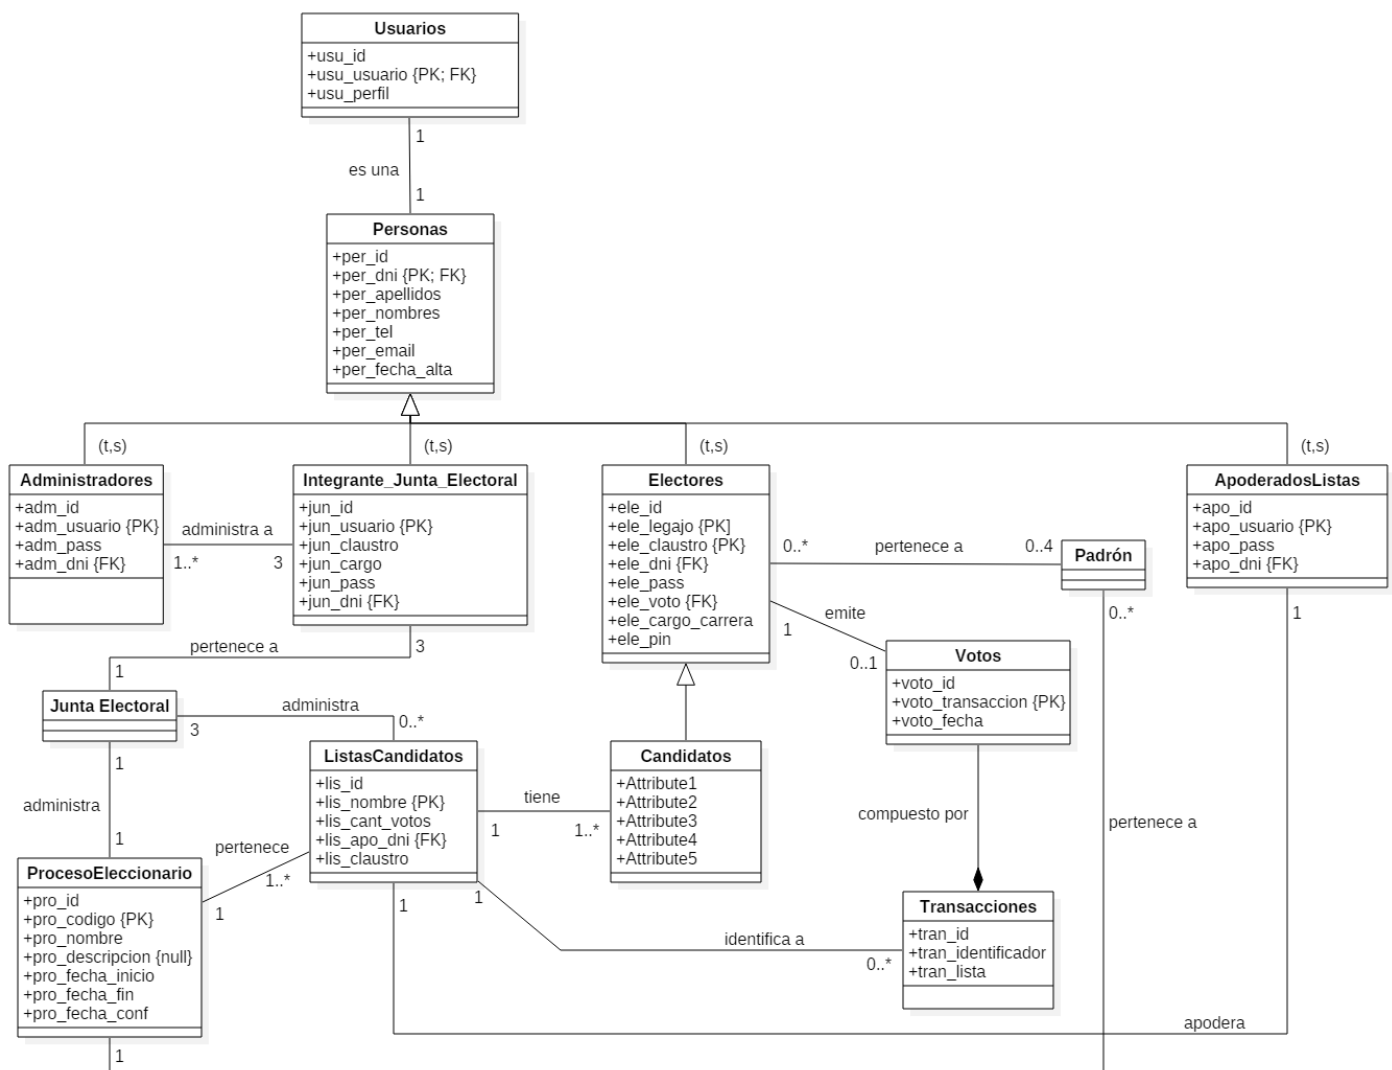 Usuarios
+usu_id
+usu_usuario {PK; FK}
+usu_perfil
1
es una
1
Personas
+per_id
+per_dni {PK; FK}
+per_apellidos
+per_nombres
+per_tel
+per_email
+per_fecha_alta
(t,s)
(t,s)
(t,s)
(t,s)
Administradores
+adm_id
+adm_usuario {PK}
+adm_pass
+adm_dni {FK}
administra a
1..*
3
Integrante_Junta_Electoral
+jun_id
+jun_usuario {PK}
+jun_claustro
+jun_cargo
+jun_pass
+jun_dni {FK}
Electores
+ele_id
+ele_legajo {PK]
+ele_claustro {PK}
+ele_dni {FK}
+ele_pass
+ele_voto {FK}
+ele_cargo_carrera
+ele_pin
0..*
pertenece a
0..4
Padrón
0..*
ApoderadosListas
+apo_id
+apo_usuario {PK}
+apo_pass
+apo_dni {FK}
1
emite
1
0..1
Votos
+voto_id
+voto_transaccion {PK}
+voto_fecha
pertenece a
3
1
Junta Electoral
administra
3
0..*
1
administra
1
ListasCandidatos
+lis_id
+lis_nombre {PK}
+lis_cant_votos
+lis_apo_dni {FK}
+lis_claustro
tiene
1
1..*
Candidatos
+Attribute1
+Attribute2
+Attribute3
+Attribute4
+Attribute5
compuesto por
pertenece a
pertenece
1..*
1
ProcesoEleccionario
+pro_id
+pro_codigo {PK}
+pro_nombre
+pro_descripcion {null}
+pro_fecha_inicio
+pro_fecha_fin
+pro_fecha_conf
1
1
1
identifica a
0..*
Transacciones
+tran_id
+tran_identificador
+tran_lista
apodera